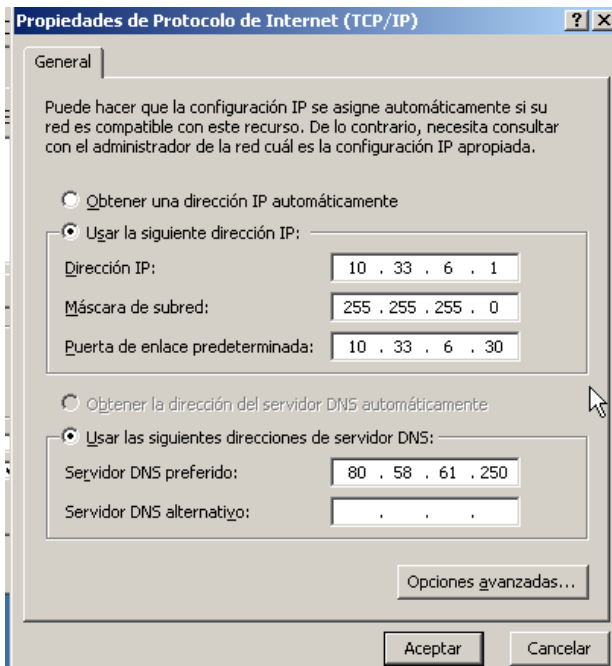 Propiedades de Protocolo de Internet (TCP/IP)
General
Puede hacer que la configuración IP se asigne automáticamente si su
red es compatible con este recurso. De lo contrario, necesita consultar
con el administrador de la red cuál es la configuración IP apropiada.
Obtener una dirección IP automáticamente
Usar la siguiente dirección IP:
Dirección IP: 10 . 33 . 6 . 1
Máscara de subred: 255 . 255 . 255 . 0
Puerta de enlace predeterminada: 10 . 33 . 6 . 30
Obtener la dirección del servidor DNS automáticamente
Usar las siguientes direcciones de servidor DNS:
Servidor DNS preferido: 80 . 58 . 61 . 250
Servidor DNS alternativo: . . .
Opciones avanzadas...
Aceptar Cancelar